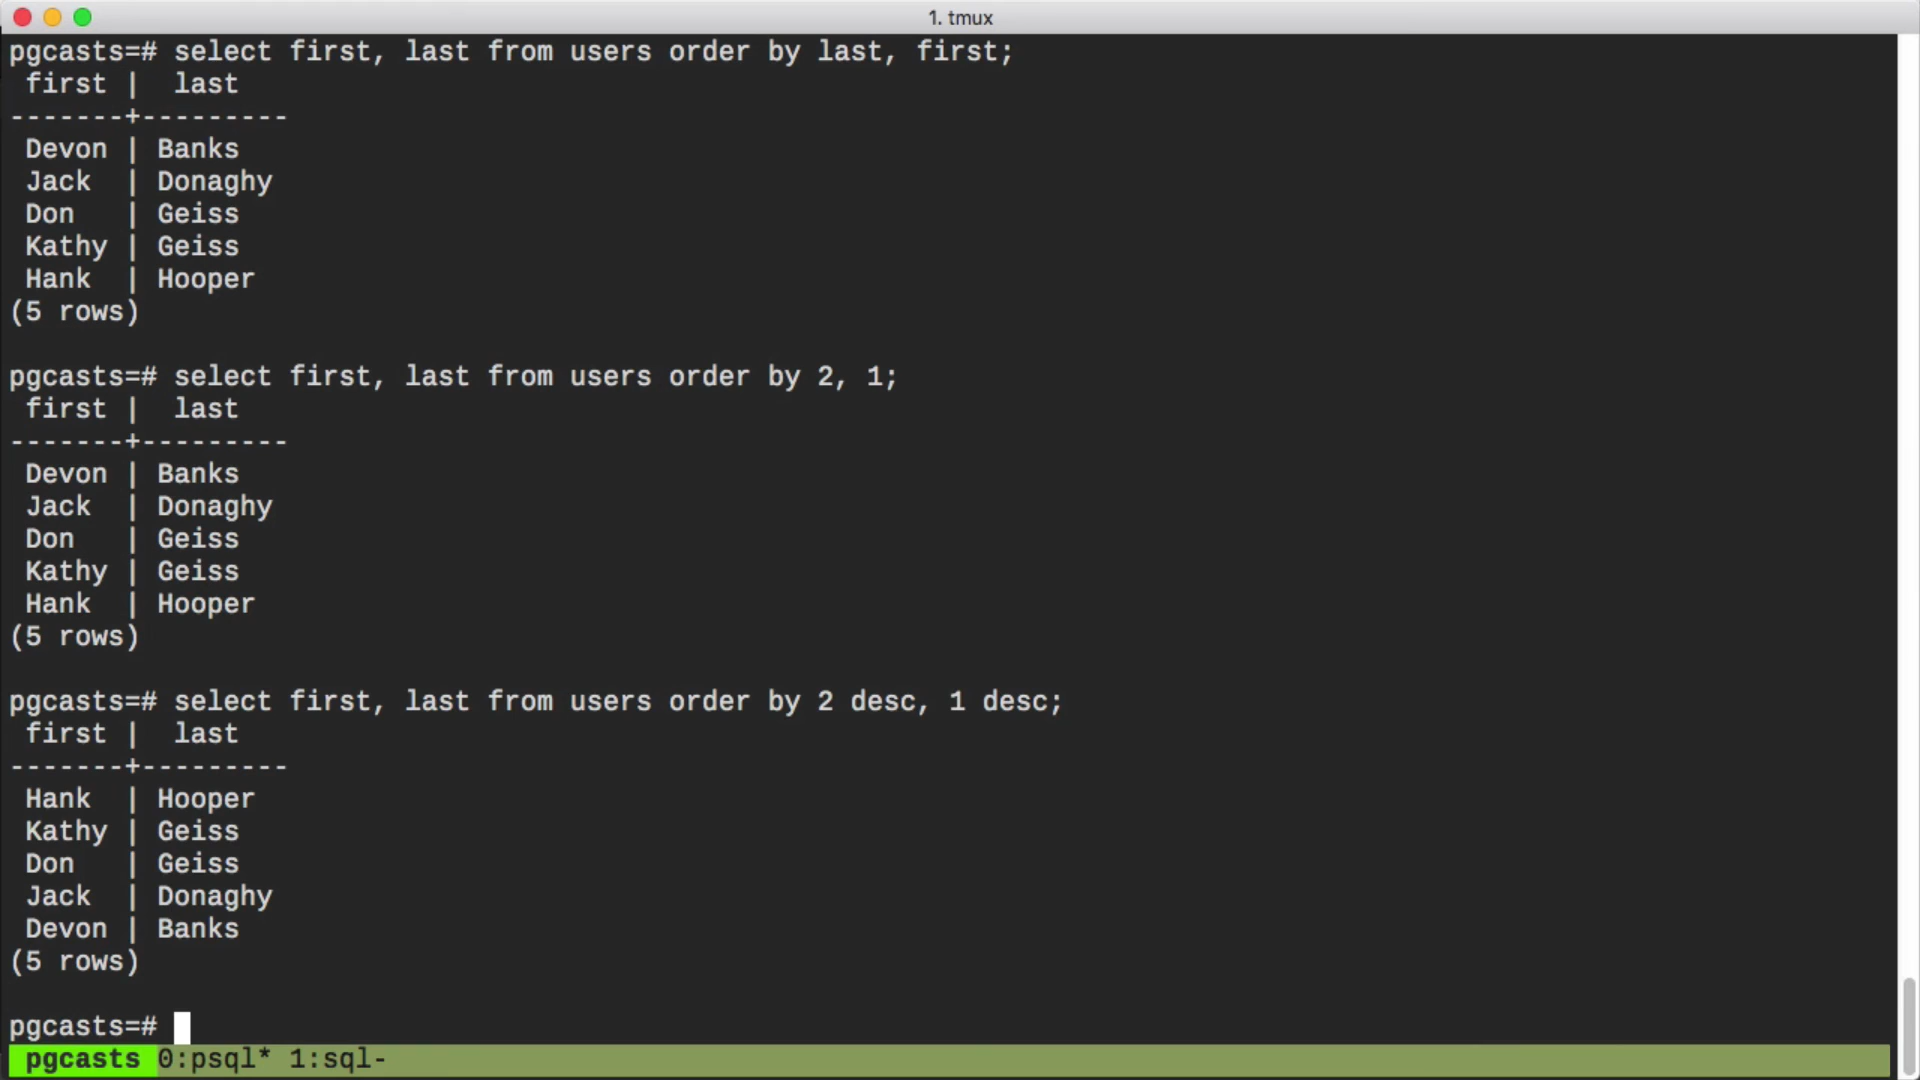 1. tmux
pgcasts=# select first, last from users order by last, first;
 first |  last
-------+---------
 Devon | Banks
 Jack  | Donaghy
 Don   | Geiss
 Kathy | Geiss
 Hank  | Hooper
(5 rows)
pgcasts=# select first, last from users order by 2, 1;
 first |  last
-------+---------
 Devon | Banks
 Jack  | Donaghy
 Don   | Geiss
 Kathy | Geiss
 Hank  | Hooper
(5 rows)
pgcasts=# select first, last from users order by 2 desc, 1 desc;
 first |  last
-------+---------
 Hank  | Hooper
 Kathy | Geiss
 Don   | Geiss
 Jack  | Donaghy
 Devon | Banks
(5 rows)
pgcasts=#
pgcasts 0:psql* 1:sql-